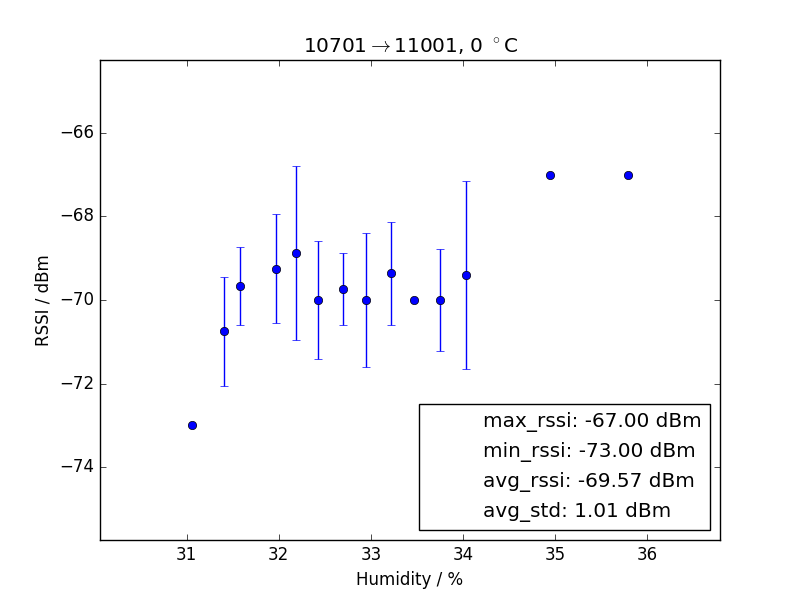 10701→11001, 0 °C
−66
−68
−70
−72
−74
RSSI / dBm
max_rssi: -67.00 dBm
min_rssi: -73.00 dBm
avg_rssi: -69.57 dBm
avg_std: 1.01 dBm
31 32 33 34 35 36
Humidity / %